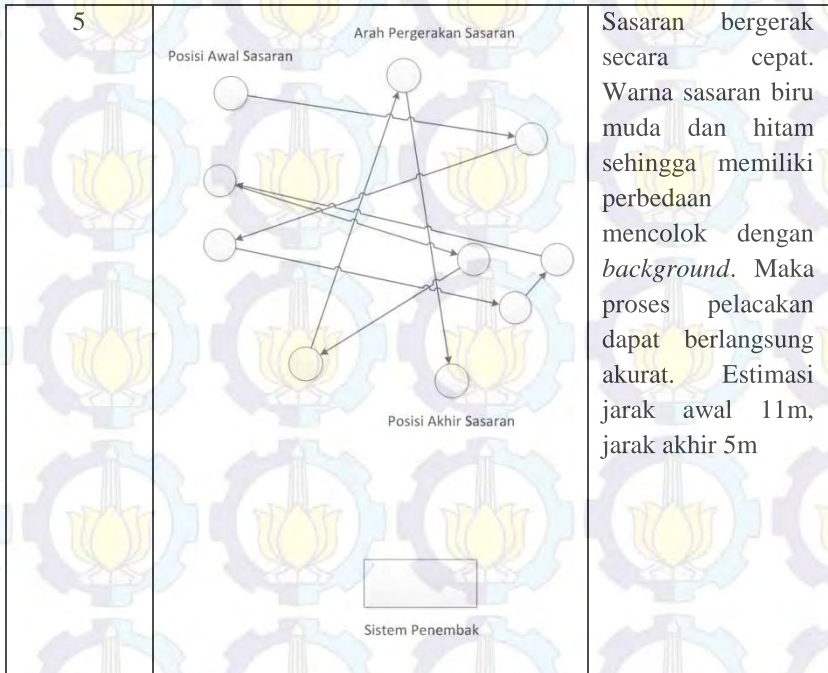 5
Arah Pergerakan Sasaran
Posisi Awal Sasaran
Posisi Akhir Sasaran
Sistem Penembak
Sasaran bergerak
secara cepat.
Warna sasaran biru
muda dan hitam
sehingga memiliki
perbedaan
mencolok dengan
background. Maka
proses pelacakan
dapat berlangsung
akurat. Estimasi
jarak awal 11m,
jarak akhir 5m